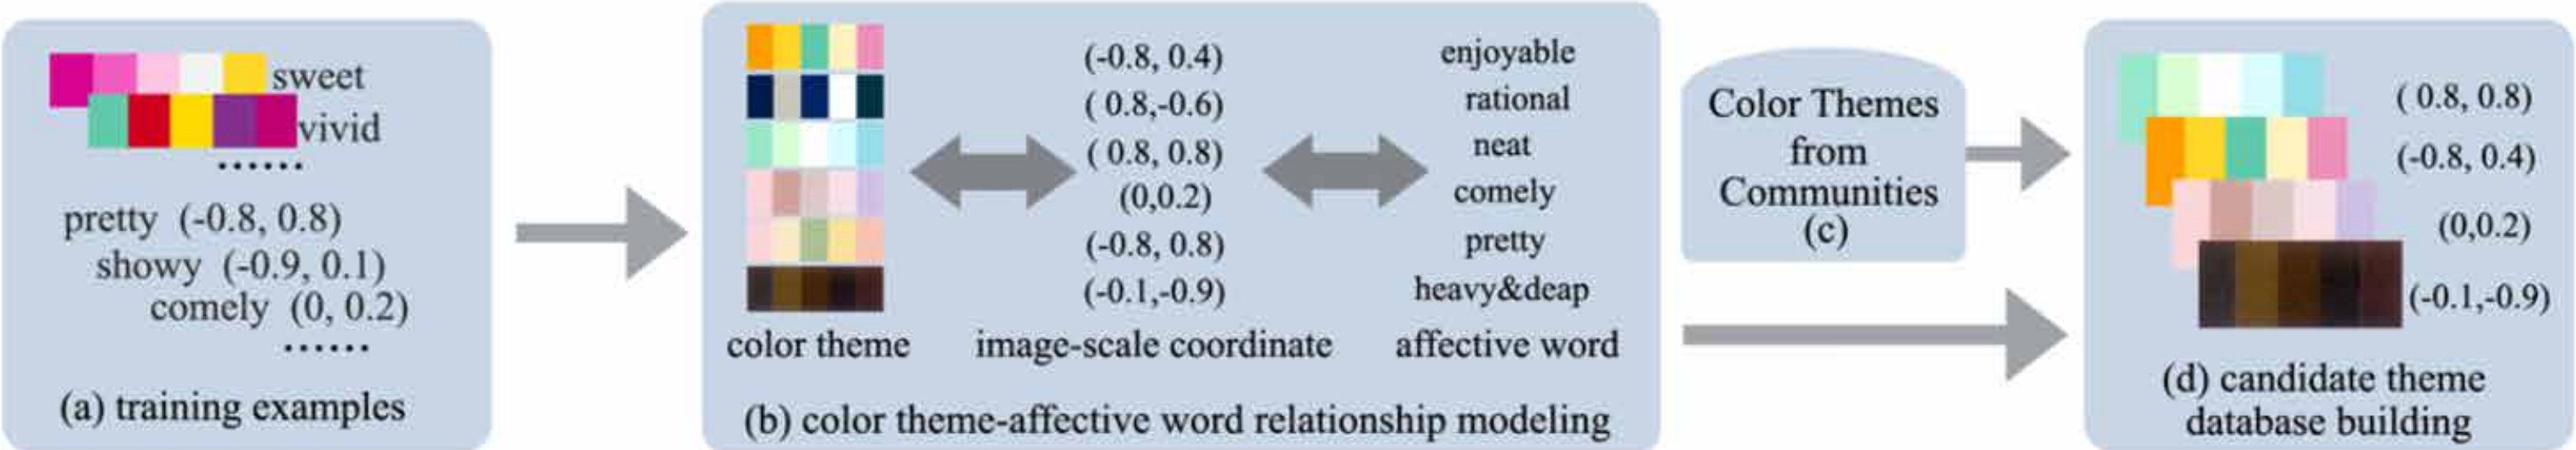 sweet
vivid
......
pretty (-0.8, 0.8)
showy (-0.9, 0.1)
comely (0, 0.2)
......
(a) training examples
(-0.8, 0.4) enjoyable
( 0.8,-0.6) rational
( 0.8, 0.8) neat
(0,0.2) comely
(-0.8, 0.8) pretty
(-0.1,-0.9) heavy&deap
color theme image-scale coordinate affective word
(b) color theme-affective word relationship modeling
Color Themes
from
Communities
(c)
( 0.8, 0.8)
(-0.8, 0.4)
(0,0.2)
(-0.1,-0.9)
(d) candidate theme
database building